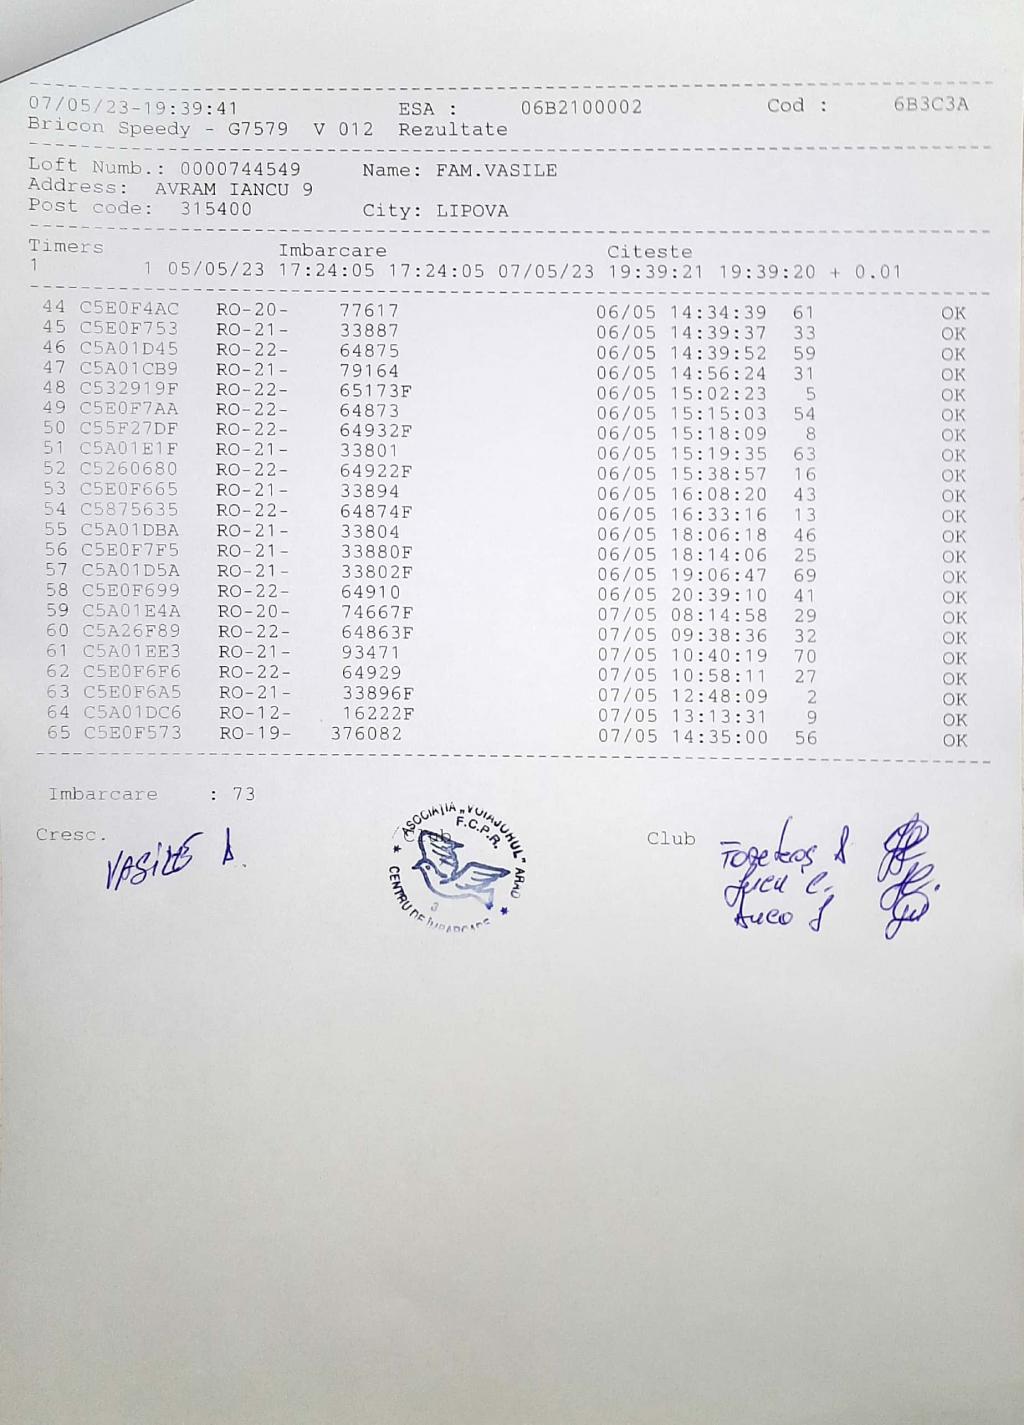 07/05/23-19:39:41 ESA : 06B2100002 Cod : 6B3C3A
Bricon Speedy - G7579 V 012 Rezultate
Loft Numb.: 0000744549 Name: FAM.VASILE
Address: AVRAM IANCU 9
Post code: 315400 City: LIPOVA
Timers Imbarcare Citeste
1 1 05/05/23 17:24:05 17:24:05 07/05/23 19:39:21 19:39:20 + 0.01
44 C5E0F4AC RO-20- 77617 06/05 14:34:39 61 OK
45 C5E0F753 RO-21- 33887 06/05 14:39:37 33 OK
46 C5A01D45 RO-22- 64875 06/05 14:39:52 59 OK
47 C5A01CB9 RO-21- 79164 06/05 14:56:24 31 OK
48 C532919F RO-22- 65173F 06/05 15:02:23 5 OK
49 C5E0F7AA RO-22- 64873 06/05 15:15:03 54 OK
50 C55F27DF RO-22- 64932F 06/05 15:18:09 8 OK
51 C5A01E1F RO-21- 33801 06/05 15:19:35 63 OK
52 C5260680 RO-22- 64922F 06/05 15:38:57 16 OK
53 C5E0F665 RO-21- 33894 06/05 16:08:20 43 OK
54 C5875635 RO-22- 64874F 06/05 16:33:16 13 OK
55 C5A01DBA RO-21- 33804 06/05 18:06:18 46 OK
56 C5E0F7F5 RO-21- 33880F 06/05 18:14:06 25 OK
57 C5A01D5A RO-21- 33802F 06/05 19:06:47 69 OK
58 C5E0F699 RO-22- 64910 06/05 20:39:10 41 OK
59 C5A01E4A RO-20- 74667F 07/05 08:14:58 29 OK
60 C5A26F89 RO-22- 64863F 07/05 09:38:36 32 OK
61 C5A01EE3 RO-21- 93471 07/05 10:40:19 70 OK
62 C5E0F6F6 RO-22- 64929 07/05 10:58:11 27 OK
63 C5E0F6A5 RO-21- 33896F 07/05 12:48:09 2 OK
64 C5A01DC6 RO-12- 16222F 07/05 13:13:31 9 OK
65 C5E0F573 RO-19- 376082 07/05 14:35:00 56 OK
Imbarcare : 73
Cresc. Club
VASILE A.
ASOCIAȚIA „VOIAJORUL" ARAD
F.C.P.R.
3
CENTRU DE ÎMBARCARE